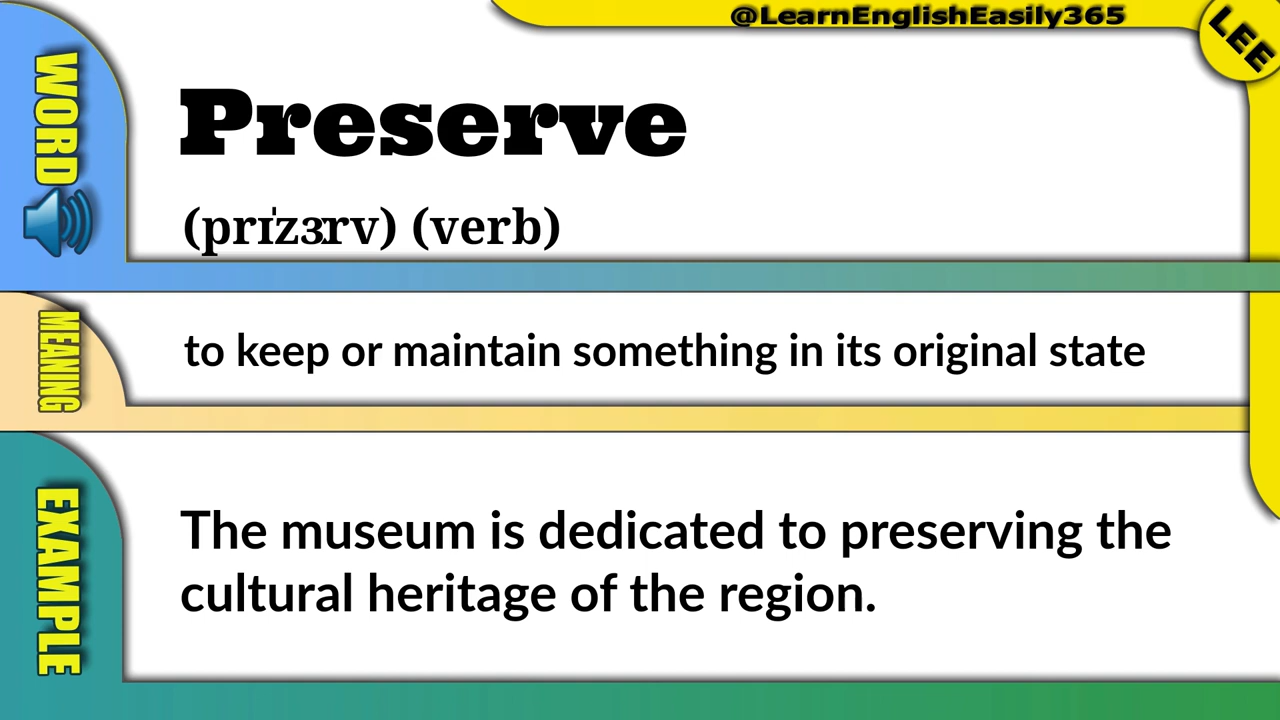 @LearnEnglishEasily365
LEE
WORD
Preserve
(prɪˈzɜrv) (verb)
MEANING
to keep or maintain something in its original state
EXAMPLE
The museum is dedicated to preserving the
cultural heritage of the region.